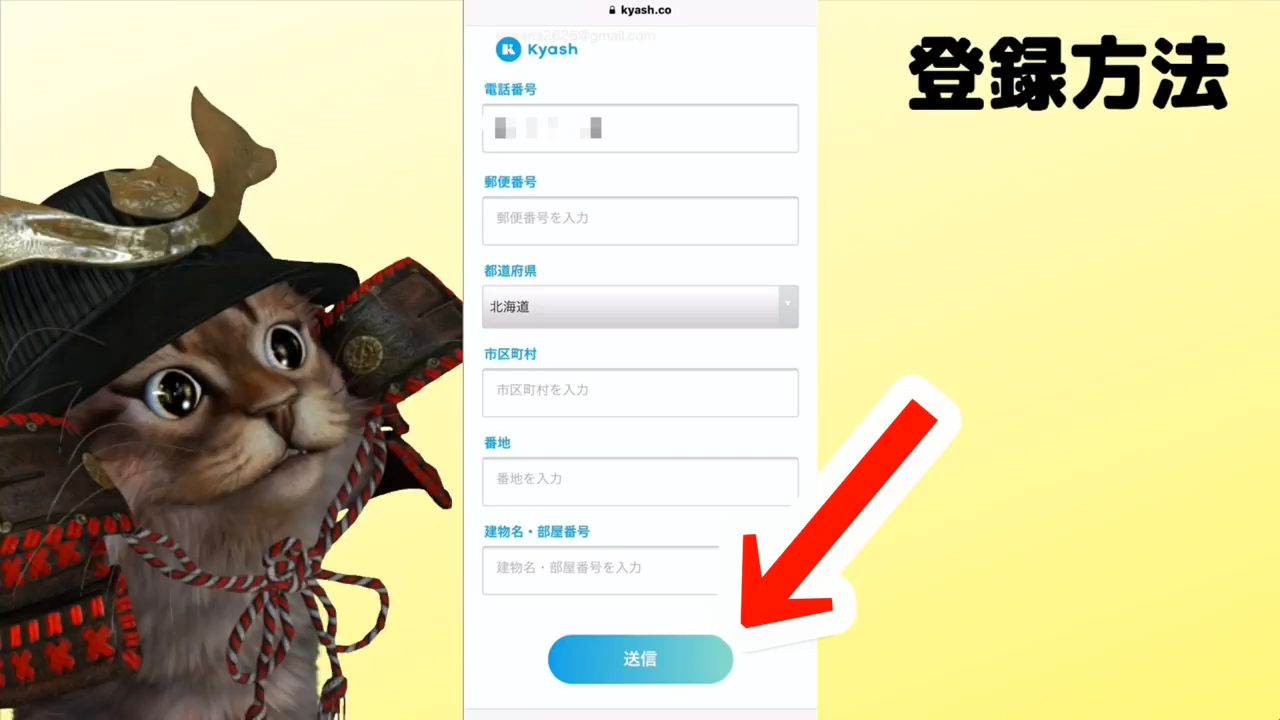 kyash.co
登録方法
Kyash
電話番号
郵便番号
郵便番号を入力
都道府県
北海道
市区町村
市区町村を入力
番地
番地を入力
建物名・部屋番号
建物名・部屋番号を入力
送信